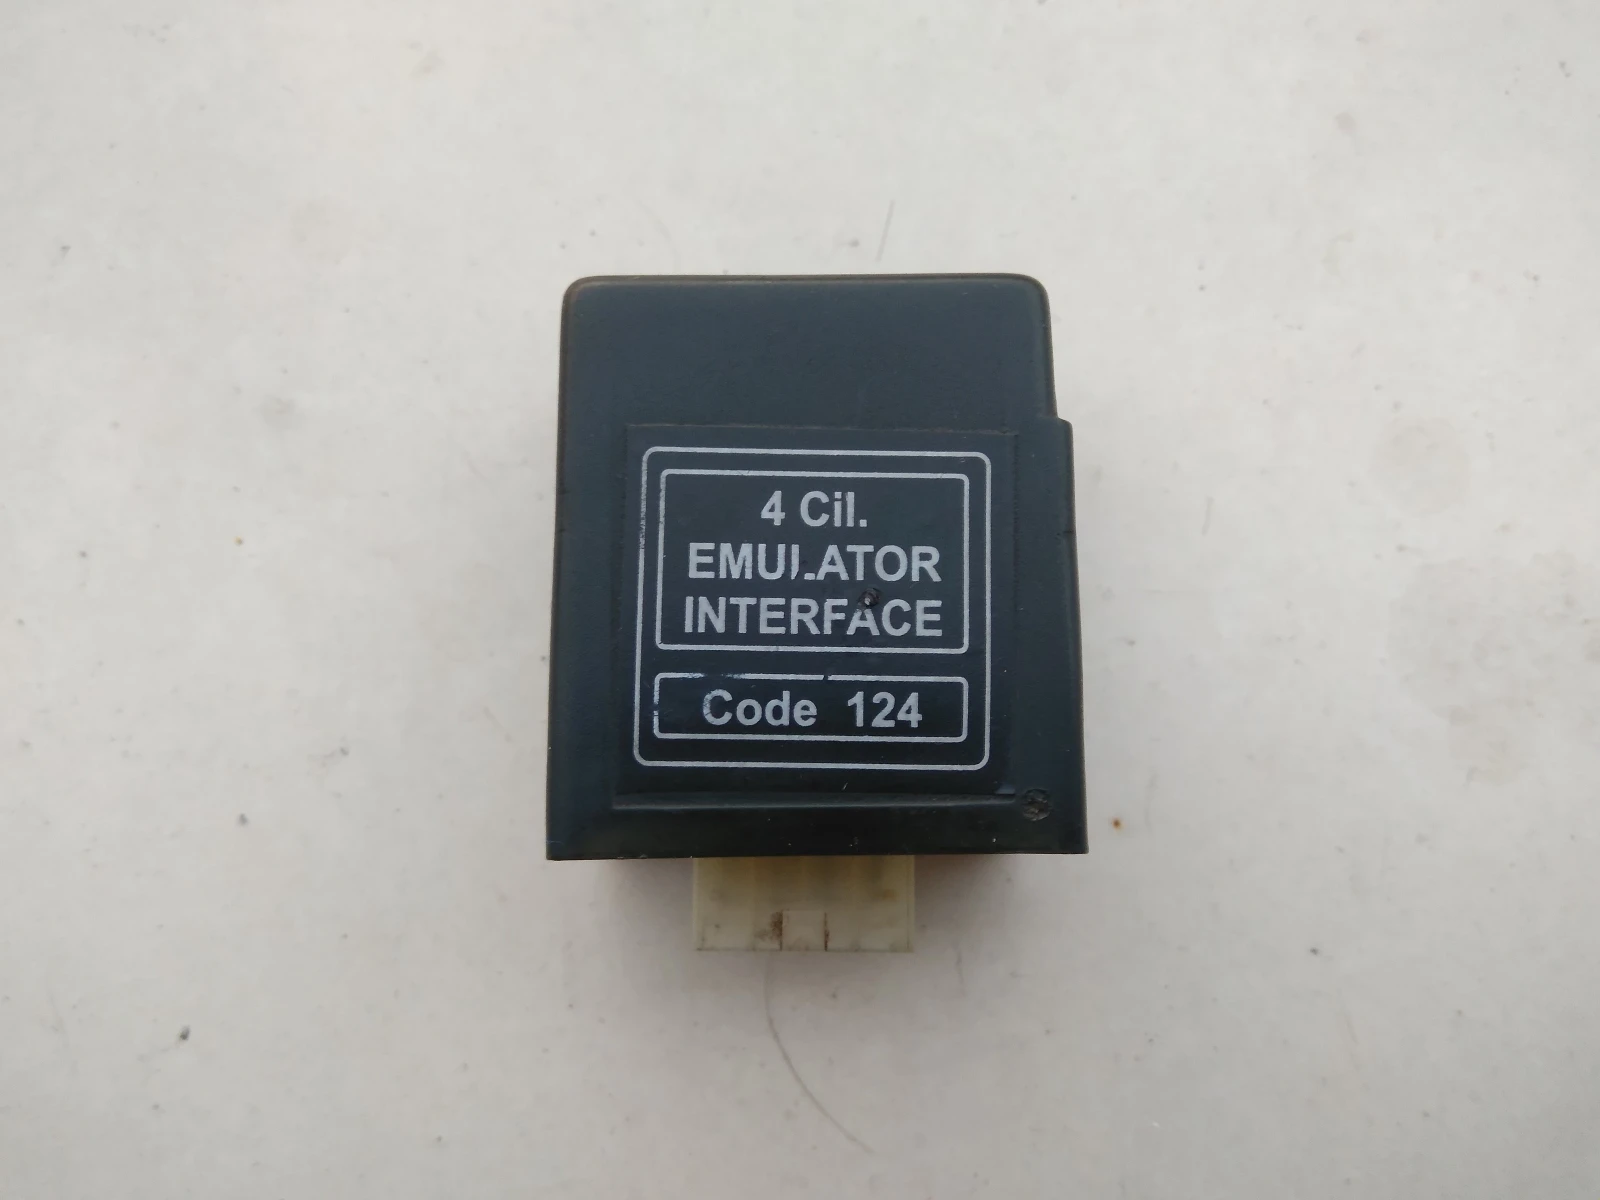 4 Cil.
EMULATOR
INTERFACE
Code 124